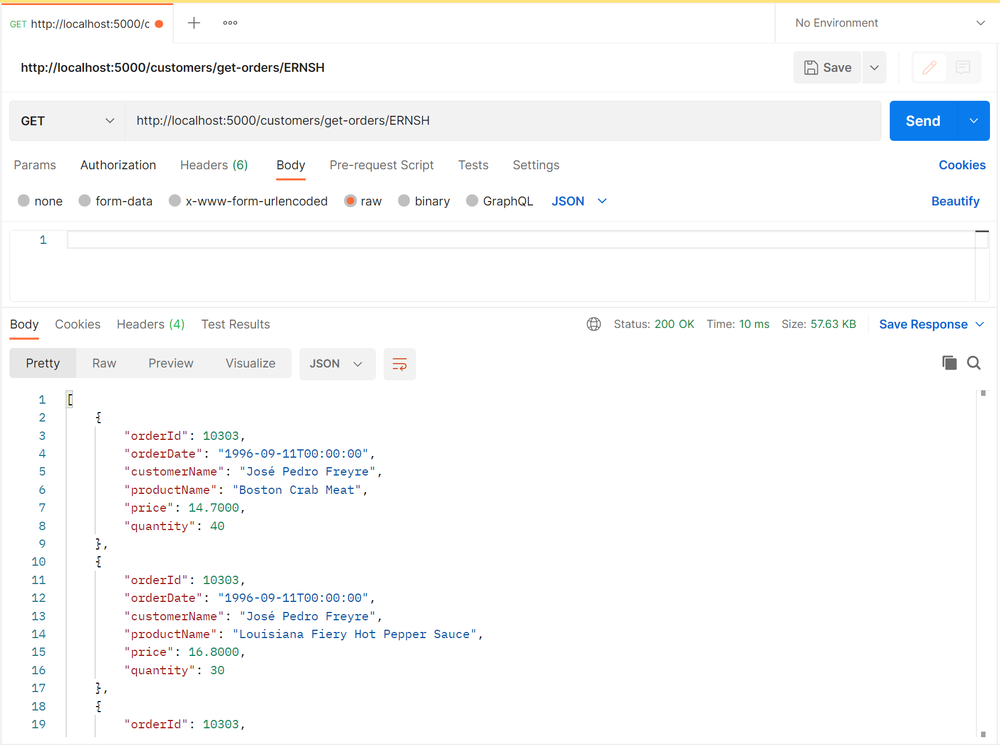 GET http://localhost:5000/c
No Environment
http://localhost:5000/customers/get-orders/ERNSH
Save
GET http://localhost:5000/customers/get-orders/ERNSH
Send
Params Authorization Headers (6) Body Pre-request Script Tests Settings Cookies
none form-data x-www-form-urlencoded raw binary GraphQL JSON Beautify
1
Body Cookies Headers (4) Test Results Status: 200 OK Time: 10 ms Size: 57.63 KB Save Response
Pretty Raw Preview Visualize JSON
1 [
2 {
3 "orderId": 10303,
4 "orderDate": "1996-09-11T00:00:00",
5 "customerName": "José Pedro Freyre",
6 "productName": "Boston Crab Meat",
7 "price": 14.7000,
8 "quantity": 40
9 },
10 {
11 "orderId": 10303,
12 "orderDate": "1996-09-11T00:00:00",
13 "customerName": "José Pedro Freyre",
14 "productName": "Louisiana Fiery Hot Pepper Sauce",
15 "price": 16.8000,
16 "quantity": 30
17 },
18 {
19 "orderId": 10303,